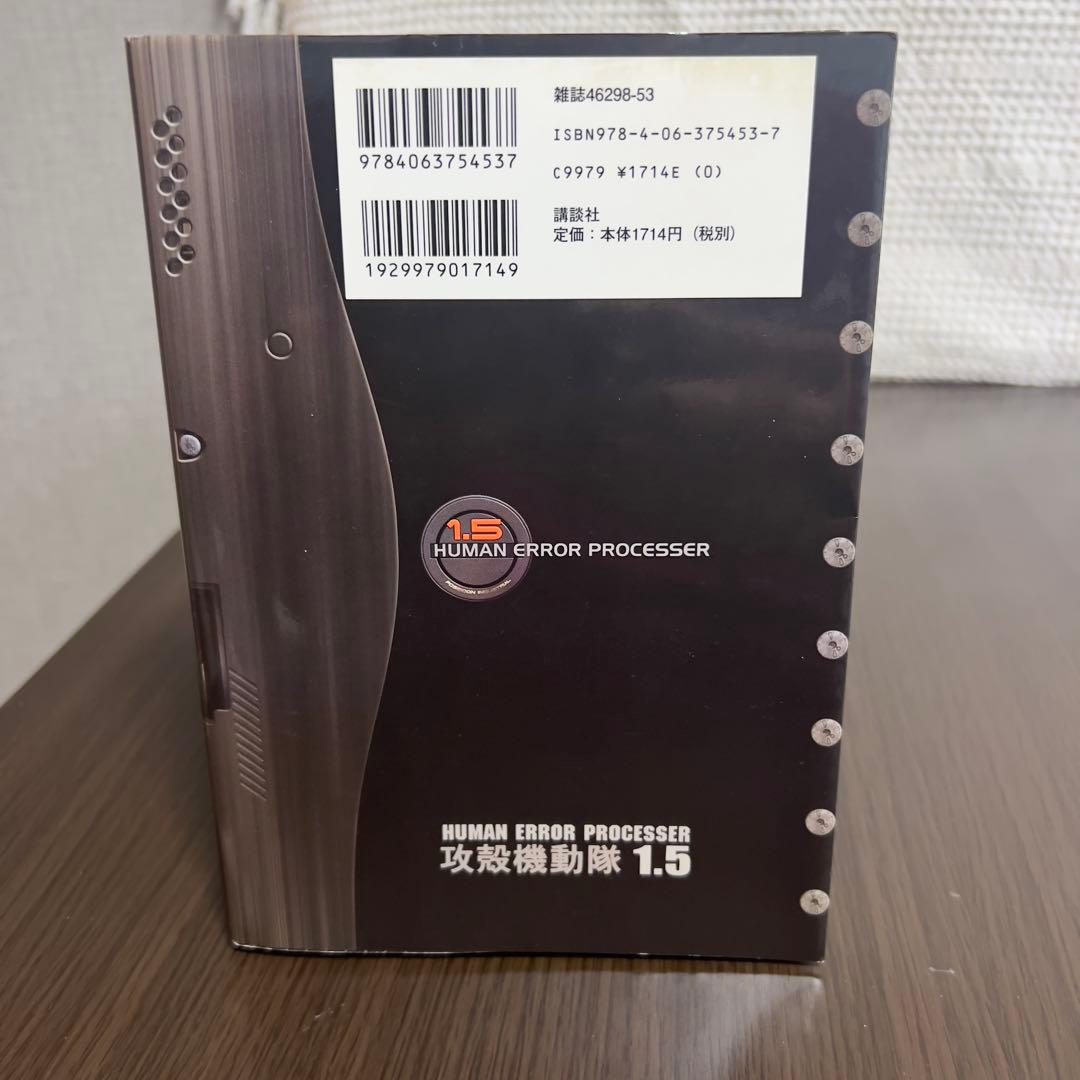 9784063754537
1929979017149
雑誌46298-53
ISBN978-4-06-375453-7
C9979 ¥1714E (0)
講談社
定価：本体1714円（税別）
1.5
HUMAN ERROR PROCESSER
POSEIDON INDUSTRIAL
HUMAN ERROR PROCESSER
攻殻機動隊 1.5